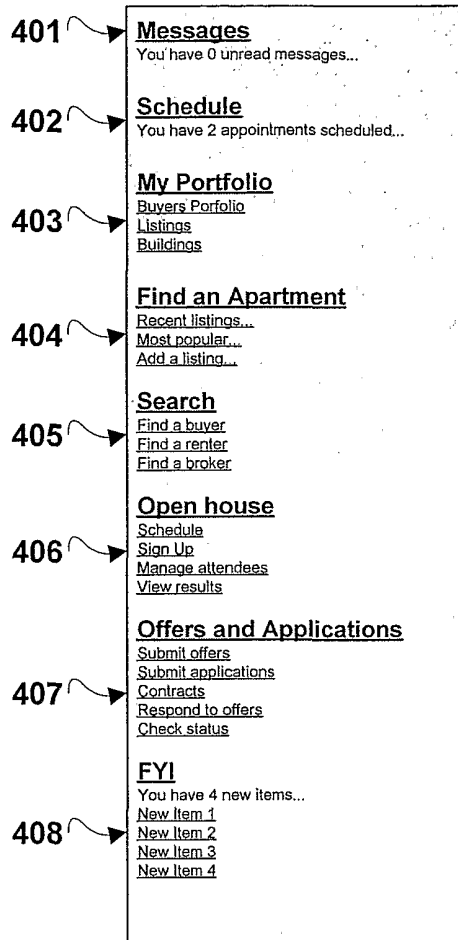 401
Messages
You have 0 unread messages...
402
Schedule
You have 2 appointments scheduled...
403
My Portfolio
Buyers Porfolio
Listings
Buildings
404
Find an Apartment
Recent listings...
Most popular...
Add a listing...
405
Search
Find a buyer
Find a renter
Find a broker
406
Open house
Schedule
Sign Up
Manage attendees
View results
407
Offers and Applications
Submit offers
Submit applications
Contracts
Respond to offers
Check status
408
FYI
You have 4 new items...
New Item 1
New Item 2
New Item 3
New Item 4